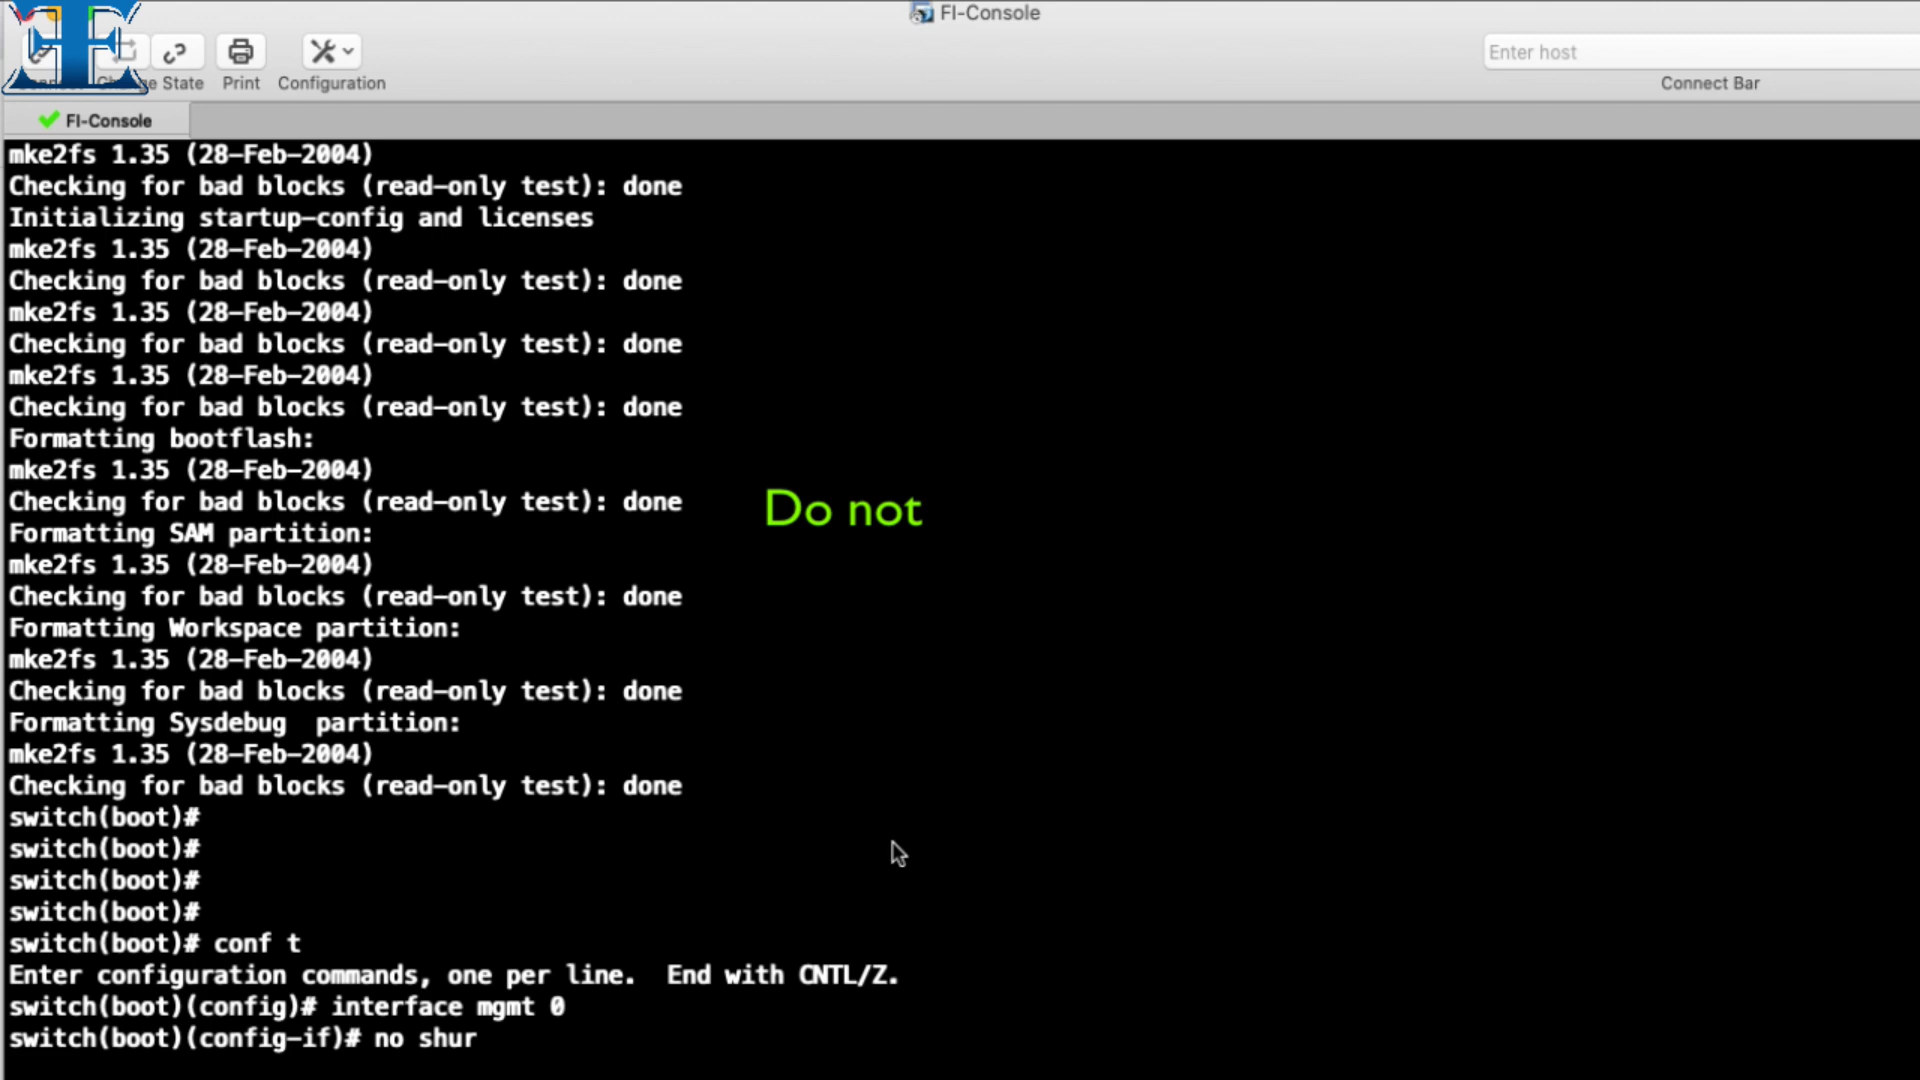 FI-Console
Enter host
Change State
Print
Configuration
Connect Bar
FI-Console
mke2fs 1.35 (28-Feb-2004)
Checking for bad blocks (read-only test): done
Initializing startup-config and licenses
mke2fs 1.35 (28-Feb-2004)
Checking for bad blocks (read-only test): done
mke2fs 1.35 (28-Feb-2004)
Checking for bad blocks (read-only test): done
mke2fs 1.35 (28-Feb-2004)
Checking for bad blocks (read-only test): done
Formatting bootflash:
mke2fs 1.35 (28-Feb-2004)
Checking for bad blocks (read-only test): done
Do not
Formatting SAM partition:
mke2fs 1.35 (28-Feb-2004)
Checking for bad blocks (read-only test): done
Formatting Workspace partition:
mke2fs 1.35 (28-Feb-2004)
Checking for bad blocks (read-only test): done
Formatting Sysdebug  partition:
mke2fs 1.35 (28-Feb-2004)
Checking for bad blocks (read-only test): done
switch(boot)#
switch(boot)#
switch(boot)#
switch(boot)#
switch(boot)# conf t
Enter configuration commands, one per line.  End with CNTL/Z.
switch(boot)(config)# interface mgmt 0
switch(boot)(config-if)# no shur